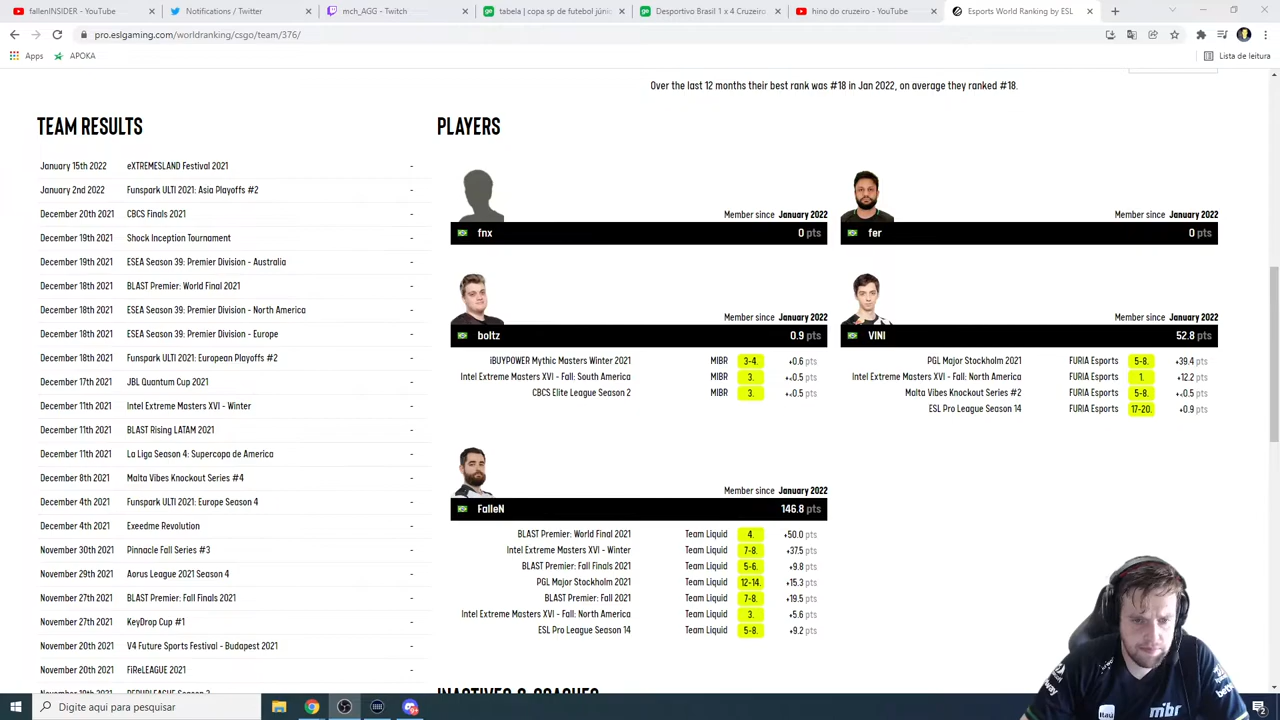 fallenINSIDER - YouTube
Notifications / Twitter
mch_AGG - Twitch
tabela | copa sp de futebol júnic
Desportivo Brasil 1 x 4 Cruzeiro:
hino do cruzeiro - YouTube
Esports World Ranking by ESL
pro.eslgaming.com/worldranking/csgo/team/376/
Apps
APOKA
Lista de leitura
Over the last 12 months their best rank was #18 in Jan 2022, on average they ranked #18.
TEAM RESULTS
January 15th 2022 eXTREMESLAND Festival 2021 -
January 2nd 2022 Funspark ULTI 2021: Asia Playoffs #2 -
December 20th 2021 CBCS Finals 2021 -
December 19th 2021 Shock Inception Tournament -
December 19th 2021 ESEA Season 39: Premier Division - Australia -
December 18th 2021 BLAST Premier: World Final 2021 -
December 18th 2021 ESEA Season 39: Premier Division - North America -
December 18th 2021 ESEA Season 39: Premier Division - Europe -
December 18th 2021 Funspark ULTI 2021: European Playoffs #2 -
December 17th 2021 JBL Quantum Cup 2021 -
December 11th 2021 Intel Extreme Masters XVI - Winter -
December 11th 2021 BLAST Rising LATAM 2021 -
December 11th 2021 La Liga Season 4: Supercopa de America -
December 8th 2021 Malta Vibes Knockout Series #4 -
December 4th 2021 Funspark ULTI 2021: Europe Season 4 -
December 4th 2021 Exeedme Revolution -
November 30th 2021 Pinnacle Fall Series #3 -
November 29th 2021 Aorus League 2021 Season 4 -
November 27th 2021 BLAST Premier: Fall Finals 2021 -
November 27th 2021 KeyDrop Cup #1 -
November 20th 2021 V4 Future Sports Festival - Budapest 2021 -
November 20th 2021 FiReLEAGUE 2021 -
PLAYERS
Member since January 2022
fnx 0 pts
Member since January 2022
fer 0 pts
Member since January 2022
boltz 0.9 pts
iBUYPOWER Mythic Masters Winter 2021 MIBR 3-4. +0.6 pts
Intel Extreme Masters XVI - Fall: South America MIBR 3. +<0.5 pts
CBCS Elite League Season 2 MIBR 3. +<0.5 pts
Member since January 2022
VINI 52.8 pts
PGL Major Stockholm 2021 FURIA Esports 5-8. +39.4 pts
Intel Extreme Masters XVI - Fall: North America FURIA Esports 1. +12.2 pts
Malta Vibes Knockout Series #2 FURIA Esports 5-8. +<0.5 pts
ESL Pro League Season 14 FURIA Esports 17-20. +0.9 pts
Member since January 2022
FalleN 146.8 pts
BLAST Premier: World Final 2021 Team Liquid 4. +50.0 pts
Intel Extreme Masters XVI - Winter Team Liquid 7-8. +37.5 pts
BLAST Premier: Fall Finals 2021 Team Liquid 5-6. +9.8 pts
PGL Major Stockholm 2021 Team Liquid 12-14. +15.3 pts
BLAST Premier: Fall 2021 Team Liquid 7-8. +19.5 pts
Intel Extreme Masters XVI - Fall: North America Team Liquid 3. +5.6 pts
ESL Pro League Season 14 Team Liquid 5-8. +9.2 pts
INACTIVES & COACHES
Itaú
mibr
Digite aqui para pesquisar
2